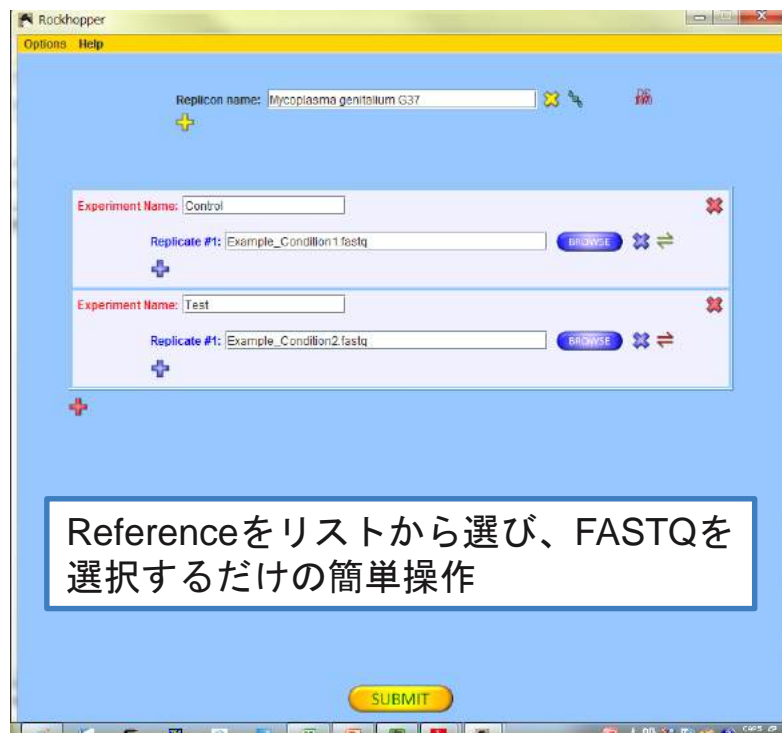 Rockhopper
Options Help
Replicon name: Mycoplasma genitalium G37
Experiment Name: Control
Replicate #1: Example_Condition1.fastq
BROWSE
Experiment Name: Test
Replicate #1: Example_Condition2.fastq
BROWSE
Referenceをリストから選び、FASTQを
選択するだけの簡単操作
SUBMIT